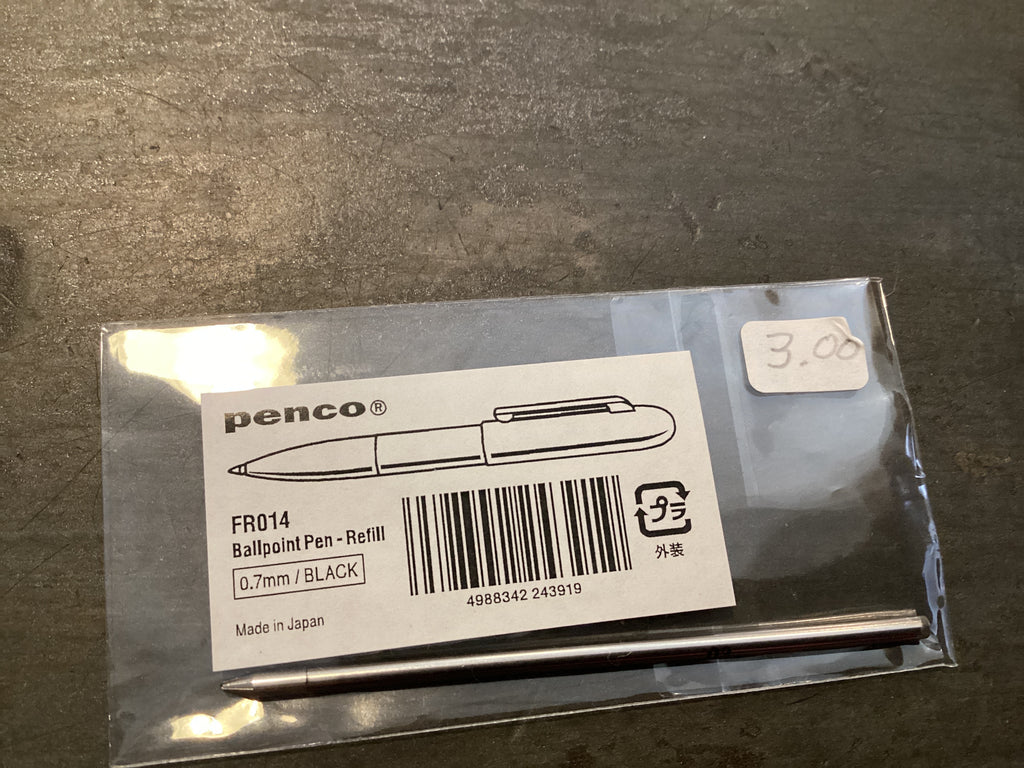 3.00
penco®
FR014
Ballpoint Pen - Refill
0.7mm / BLACK
Made in Japan
4988342 243919
プラ
外装